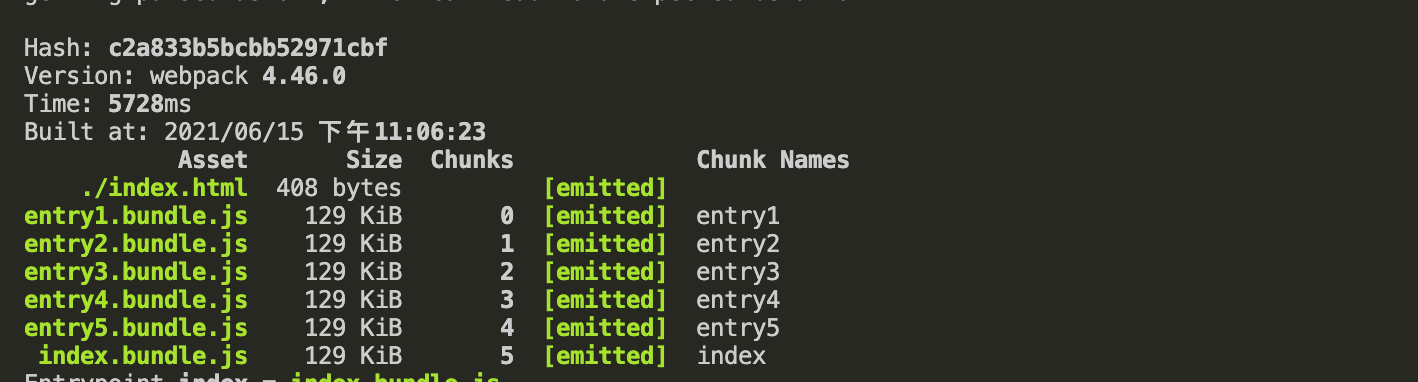 Hash: c2a833b5bcbb52971cbf
Version: webpack 4.46.0
Time: 5728ms
Built at: 2021/06/15 下午11:06:23
Asset Size Chunks Chunk Names
./index.html 408 bytes [emitted]
entry1.bundle.js 129 KiB 0 [emitted] entry1
entry2.bundle.js 129 KiB 1 [emitted] entry2
entry3.bundle.js 129 KiB 2 [emitted] entry3
entry4.bundle.js 129 KiB 3 [emitted] entry4
entry5.bundle.js 129 KiB 4 [emitted] entry5
index.bundle.js 129 KiB 5 [emitted] index
Entrypoint index = index.bundle.js